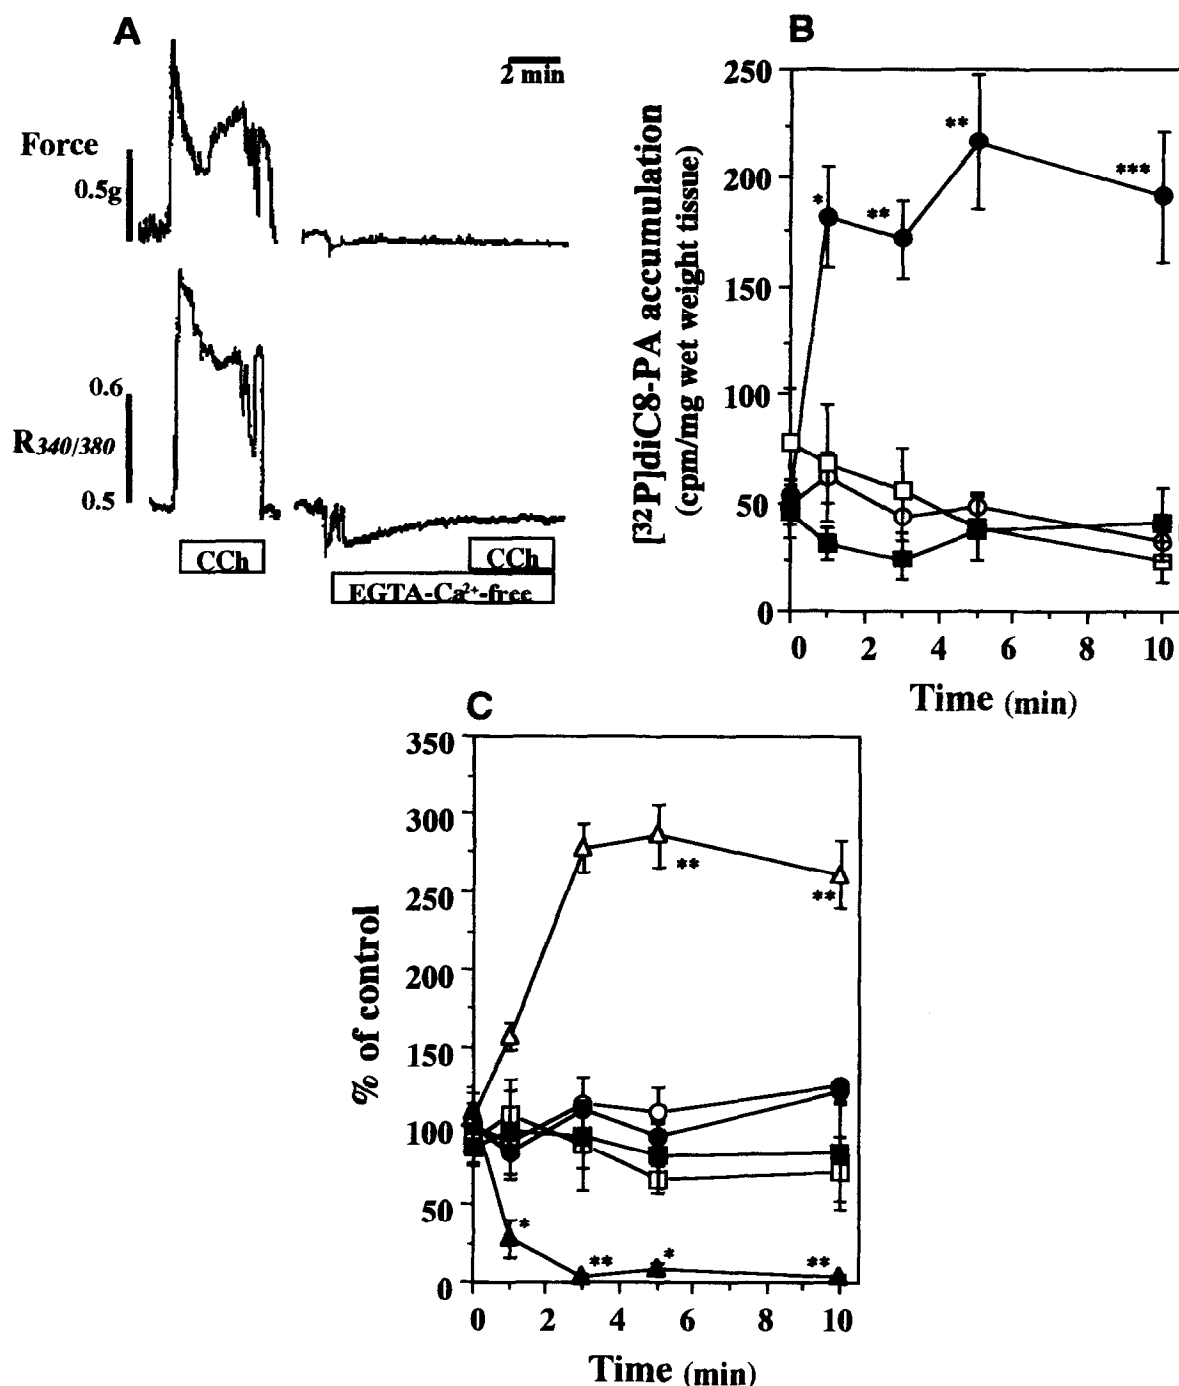 A
2 min
Force
0.5g
0.6
R340/380
0.5
CCh
CCh
EGTA-Ca²⁺-free
B
[³²P]diC8-PA accumulation
(cpm/mg wet weight tissue)
250
200
150
100
50
0
*
**
**
***
0 2 4 6 8 10
Time (min)
C
% of control
350
300
250
200
150
100
50
0
**
**
*
**
*
**
0 2 4 6 8 10
Time (min)